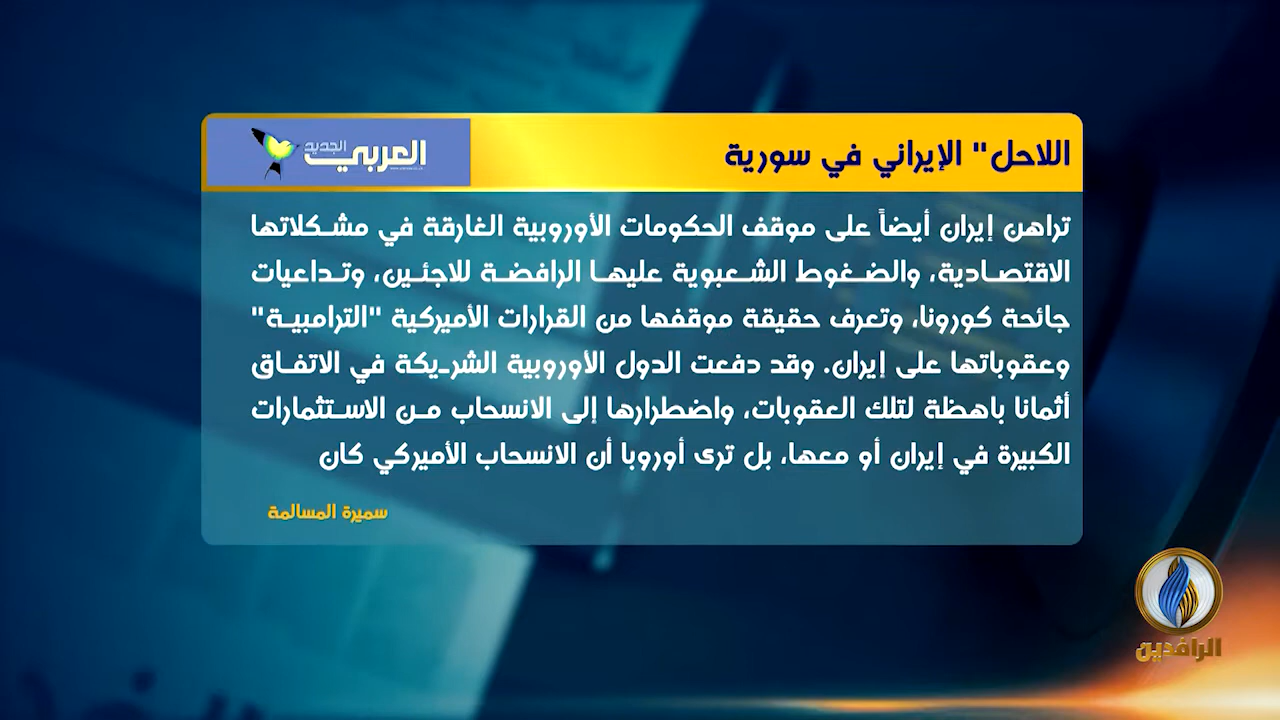 اللاحل" الإيراني في سورية
العربي الجديد
تراهن إيران أيضاً على موقف الحكومات الأوروبية الغارقة في مشكلاتها
الاقتصادية، والضغوط الشعبوية عليها الرافضة للاجئين، وتداعيات
جائحة كورونا، وتعرف حقيقة موقفها من القرارات الأميركية "الترامبية"
وعقوباتها على إيران. وقد دفعت الدول الأوروبية الشريكة في الاتفاق
أثمانا باهظة لتلك العقوبات، واضطرارها إلى الانسحاب من الاستثمارات
الكبيرة في إيران أو معها، بل ترى أوروبا أن الانسحاب الأميركي كان
سميرة المسالمة
الرافدين